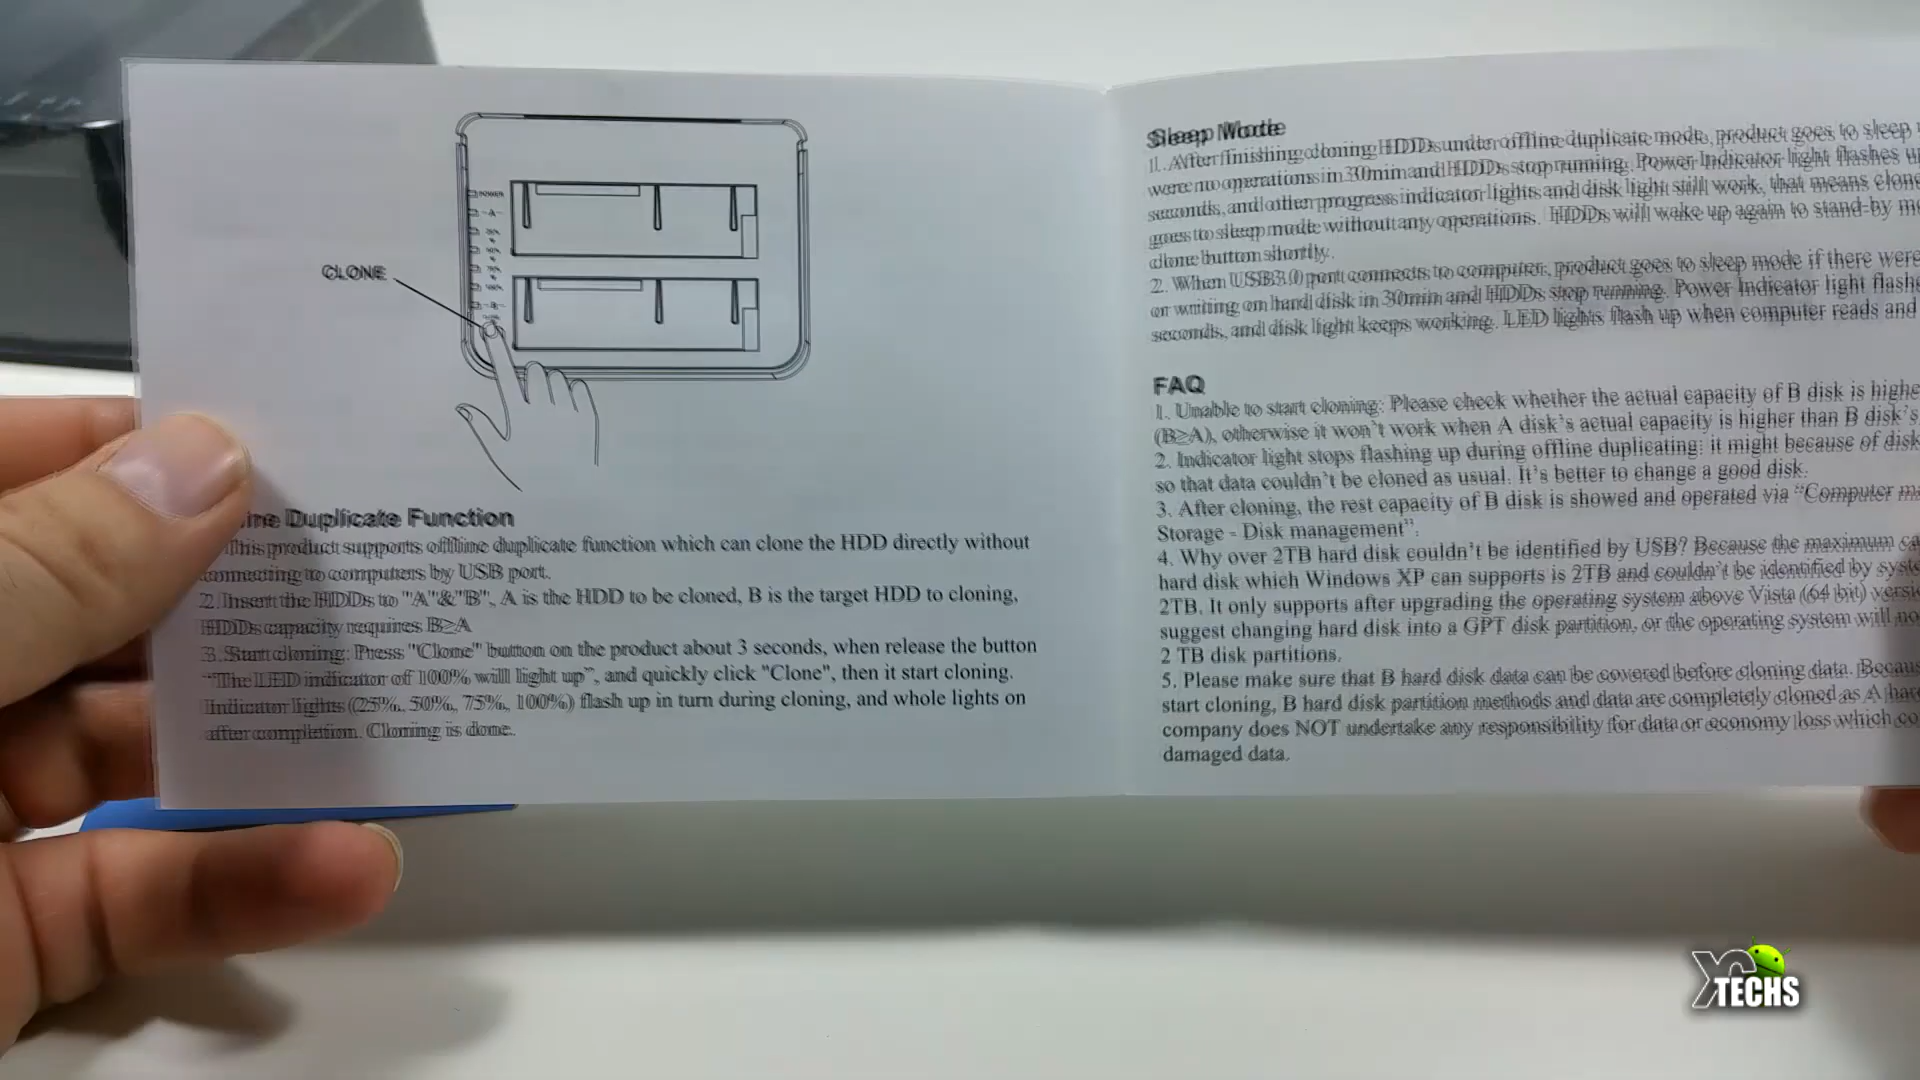 POWER
A
25%
50%
75%
100%
B
CLONE
ine Duplicate Function
This product supports offline duplicate function which can clone the HDD directly without
connecting to computers by USB port.
2. Insert the HDDs to "A"&"B", A is the HDD to be cloned, B is the target HDD to cloning,
HDDs capacity requires B≥A
3. Start cloning: Press "Clone" button on the product about 3 seconds, when release the button
"The LED indicator of 100% will light up", and quickly click "Clone", then it start cloning.
Indicator lights (25%, 50%, 75%, 100%) flash up in turn during cloning, and whole lights on
after completion. Cloning is done.
Sleep Mode
1. After finishing cloning HDDs under offline duplicate mode, product goes to sleep
were no operations in 30min and HDDs stop running. Power Indicator light flashes
seconds, and other progress indicator lights and disk light still work, that means
goes to sleep mode without any operations. HDDs will wake up again to stand-by
clone button shortly.
2. When USB3.0 port connects to computer, product goes to sleep mode if there were
or writing on hard disk in 30min and HDDs stop running. Power Indicator light
seconds, and disk light keeps working. LED lights flash up when computer reads and
FAQ
1. Unable to start cloning: Please check whether the actual capacity of B disk is
(B≥A), otherwise it won't work when A disk's actual capacity is higher than B disk's
2. Indicator light stops flashing up during offline duplicating: it might because of disk
so that data couldn't be cloned as usual. It's better to change a good disk.
3. After cloning, the rest capacity of B disk is showed and operated via "Computer
Storage - Disk management".
4. Why over 2TB hard disk couldn't be identified by USB? Because the maximum
hard disk which Windows XP can supports is 2TB and couldn't be identified by
2TB. It only supports after upgrading the operating system above Vista (64 bit)
suggest changing hard disk into a GPT disk partition, or the operating system will
2 TB disk partitions.
5. Please make sure that B hard disk data can be covered before cloning data.
start cloning, B hard disk partition methods and data are completely cloned as A
company does NOT undertake any responsibility for data or economy loss which
damaged data.
XC
TECHS